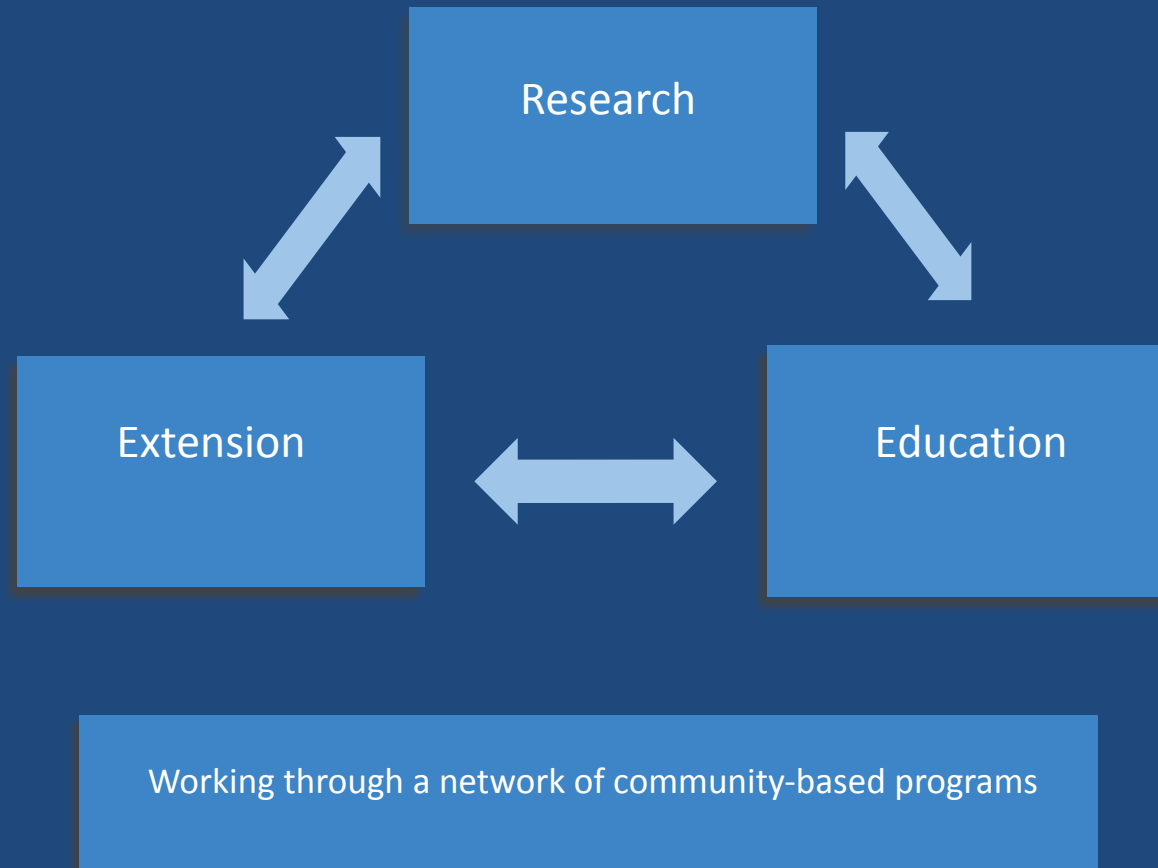 Research
Extension
Education
Working through a network of community-based programs